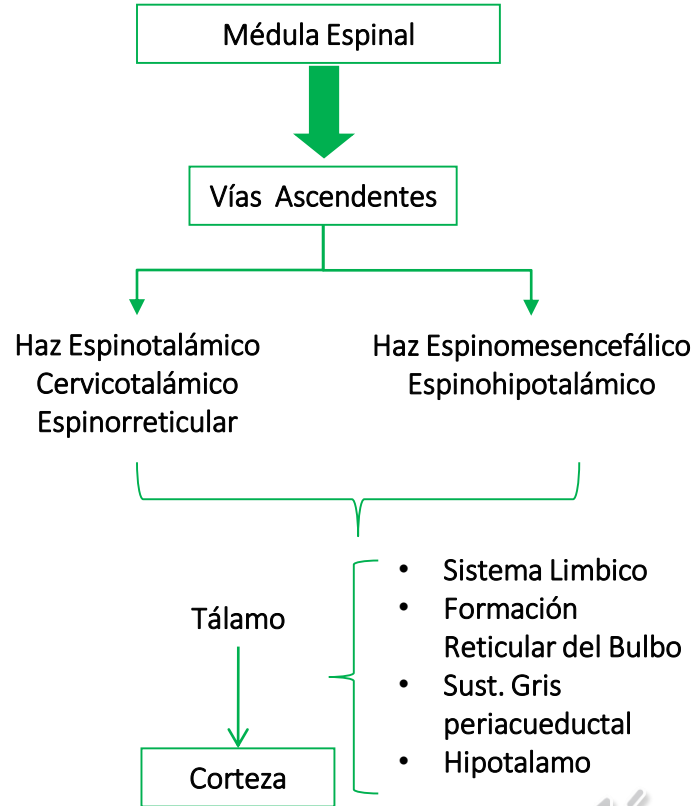 Médula Espinal
Vías Ascendentes
Haz Espinotalámico
Cervicotalámico
Espinorreticular
Haz Espinomesencefálico
Espinohipotalámico
Tálamo
Corteza
• Sistema Limbico
• Formación
Reticular del Bulbo
• Sust. Gris
periacueductal
• Hipotalamo